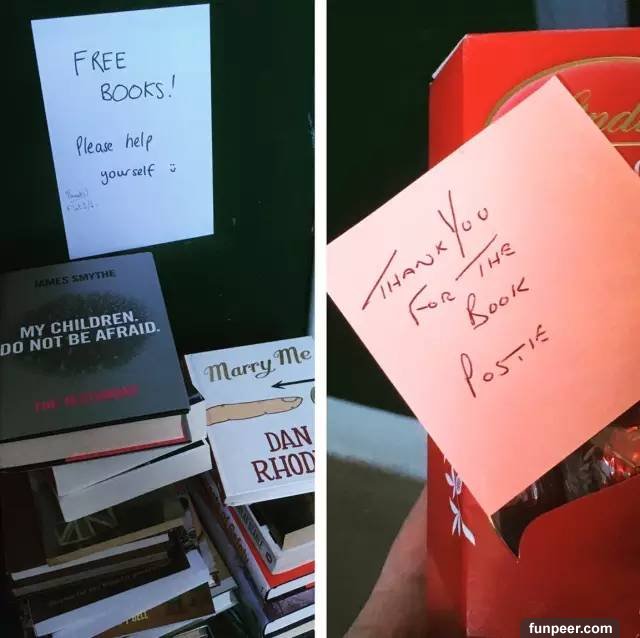 FREE
BOOKS!
Please help
yourself
JAMES SMYTHE
MY CHILDREN.
DO NOT BE AFRAID.
Marry Me
DAN
RHOD
THANK YOU
FOR THE
BOOK
POSTIE
funpeer.com